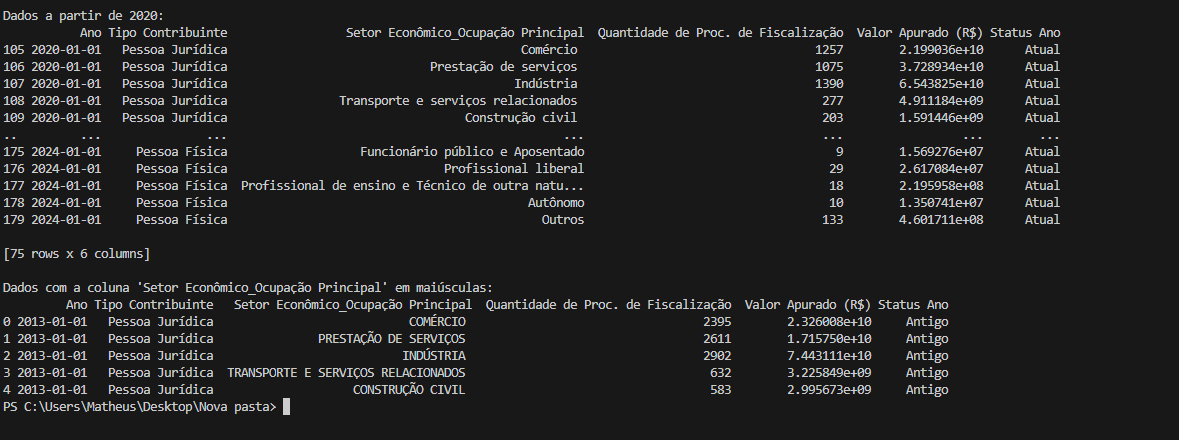 Dados a partir de 2020:
Ano Tipo Contribuinte Setor Econômico_Ocupação Principal Quantidade de Proc. de Fiscalização Valor Apurado (R$) Status Ano
105 2020-01-01 Pessoa Jurídica Comércio 1257 2.199036e+10 Atual
106 2020-01-01 Pessoa Jurídica Prestação de serviços 1075 3.728934e+10 Atual
107 2020-01-01 Pessoa Jurídica Indústria 1390 6.543825e+10 Atual
108 2020-01-01 Pessoa Jurídica Transporte e serviços relacionados 277 4.911184e+09 Atual
109 2020-01-01 Pessoa Jurídica Construção civil 203 1.591446e+09 Atual
.. ... ... ... ... ... ...
175 2024-01-01 Pessoa Física Funcionário público e Aposentado 9 1.569276e+07 Atual
176 2024-01-01 Pessoa Física Profissional liberal 29 2.617084e+07 Atual
177 2024-01-01 Pessoa Física Profissional de ensino e Técnico de outra natu... 18 2.195958e+08 Atual
178 2024-01-01 Pessoa Física Autônomo 10 1.350741e+07 Atual
179 2024-01-01 Pessoa Física Outros 133 4.601711e+08 Atual
[75 rows x 6 columns]
Dados com a coluna 'Setor Econômico_Ocupação Principal' em maiúsculas:
Ano Tipo Contribuinte Setor Econômico_Ocupação Principal Quantidade de Proc. de Fiscalização Valor Apurado (R$) Status Ano
0 2013-01-01 Pessoa Jurídica COMÉRCIO 2395 2.326008e+10 Antigo
1 2013-01-01 Pessoa Jurídica PRESTAÇÃO DE SERVIÇOS 2611 1.715750e+10 Antigo
2 2013-01-01 Pessoa Jurídica INDÚSTRIA 2902 7.443111e+10 Antigo
3 2013-01-01 Pessoa Jurídica TRANSPORTE E SERVIÇOS RELACIONADOS 632 3.225849e+09 Antigo
4 2013-01-01 Pessoa Jurídica CONSTRUÇÃO CIVIL 583 2.995673e+09 Antigo
PS C:\Users\Matheus\Desktop\Nova pasta>